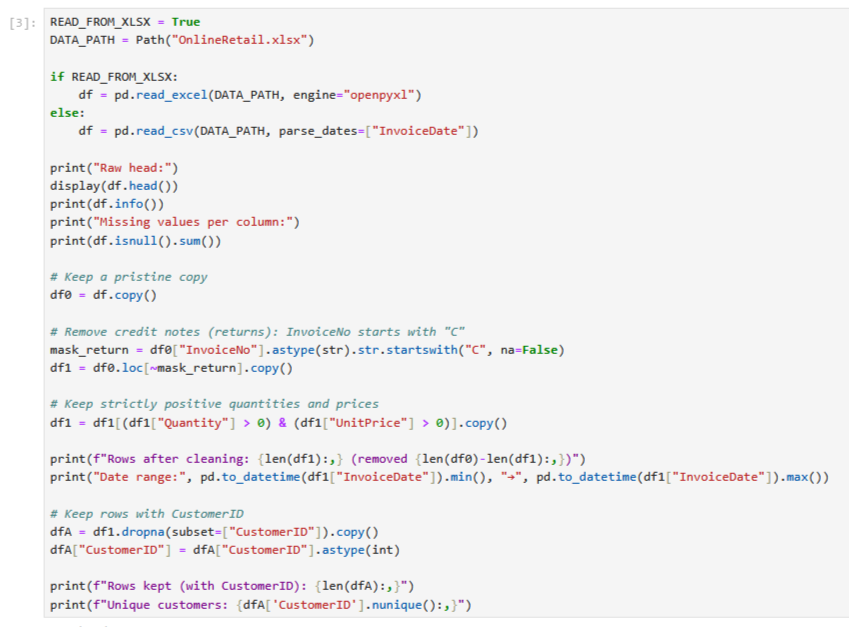 [3]: READ_FROM_XLSX = True
DATA_PATH = Path("OnlineRetail.xlsx")

if READ_FROM_XLSX:
    df = pd.read_excel(DATA_PATH, engine="openpyxl")
else:
    df = pd.read_csv(DATA_PATH, parse_dates=["InvoiceDate"])

print("Raw head:")
display(df.head())
print(df.info())
print("Missing values per column:")
print(df.isnull().sum())

# Keep a pristine copy
df0 = df.copy()

# Remove credit notes (returns): InvoiceNo starts with "C"
mask_return = df0["InvoiceNo"].astype(str).str.startswith("C", na=False)
df1 = df0.loc[~mask_return].copy()

# Keep strictly positive quantities and prices
df1 = df1[(df1["Quantity"] > 0) & (df1["UnitPrice"] > 0)].copy()

print(f"Rows after cleaning: {len(df1):,} (removed {len(df0)-len(df1):,})")
print("Date range:", pd.to_datetime(df1["InvoiceDate"]).min(), "→", pd.to_datetime(df1["InvoiceDate"]).max())

# Keep rows with CustomerID
dfA = df1.dropna(subset=["CustomerID"]).copy()
dfA["CustomerID"] = dfA["CustomerID"].astype(int)

print(f"Rows kept (with CustomerID): {len(dfA):,}")
print(f"Unique customers: {dfA['CustomerID'].nunique():,}")